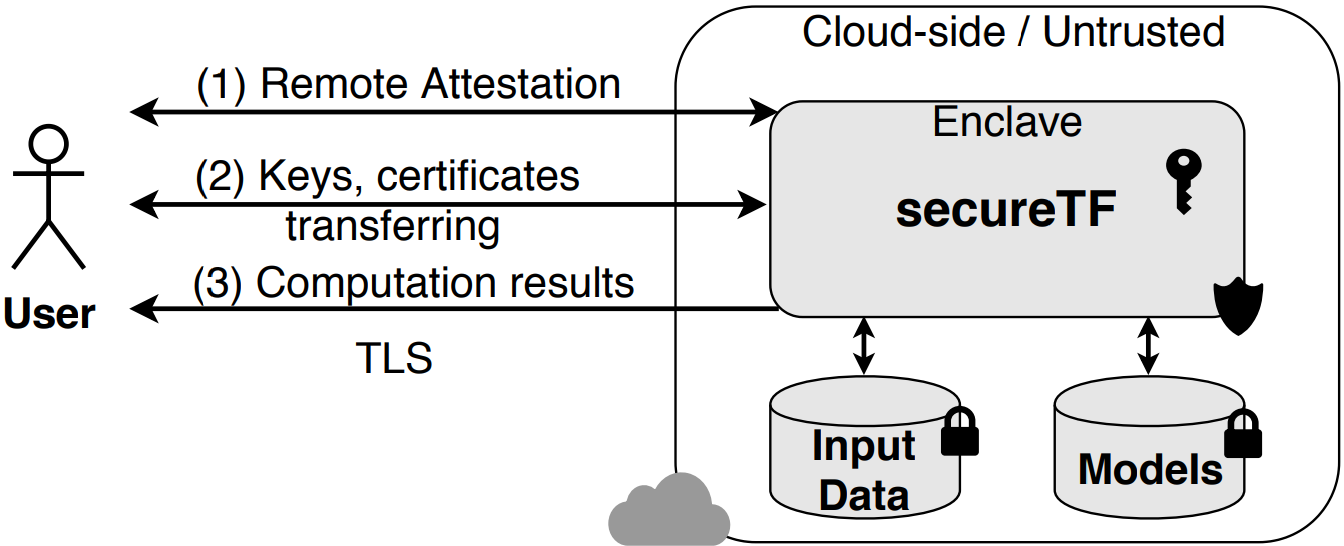 Cloud-side / Untrusted
(1) Remote Attestation
Enclave
(2) Keys, certificates
transferring
secureTF
(3) Computation results
User
TLS
Input
Data
Models